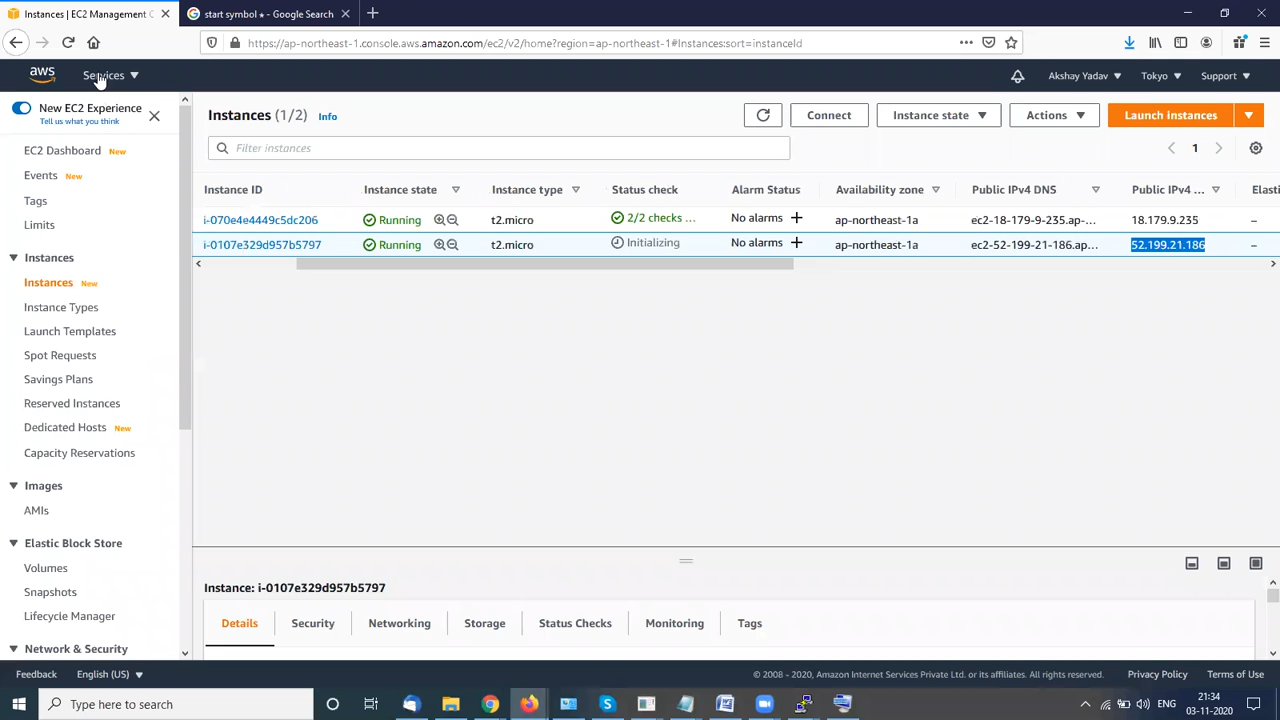 Instances | EC2 Management C
start symbol ⋆ - Google Search
https://ap-northeast-1.console.aws.amazon.com/ec2/v2/home?region=ap-northeast-1#Instances:sort=instanceId
aws
Services
Akshay Yadav
Tokyo
Support
New EC2 Experience
Tell us what you think
EC2 Dashboard New
Events New
Tags
Limits
Instances
Instances New
Instance Types
Launch Templates
Spot Requests
Savings Plans
Reserved Instances
Dedicated Hosts New
Capacity Reservations
Images
AMIs
Elastic Block Store
Volumes
Snapshots
Lifecycle Manager
Network & Security
Instances (1/2) Info
Connect
Instance state
Actions
Launch instances
Filter instances
1
Instance ID Instance state Instance type Status check Alarm Status Availability zone Public IPv4 DNS Public IPv4 ... Elasti
i-070e4e4449c5dc206 Running t2.micro 2/2 checks ... No alarms + ap-northeast-1a ec2-18-179-9-235.ap-... 18.179.9.235 –
i-0107e329d957b5797 Running t2.micro Initializing No alarms + ap-northeast-1a ec2-52-199-21-186.ap... 52.199.21.186 –
Instance: i-0107e329d957b5797
Details Security Networking Storage Status Checks Monitoring Tags
Feedback English (US) © 2008 - 2020, Amazon Internet Services Private Ltd. or its affiliates. All rights reserved. Privacy Policy Terms of Use
Type here to search
ENG
21:34
03-11-2020